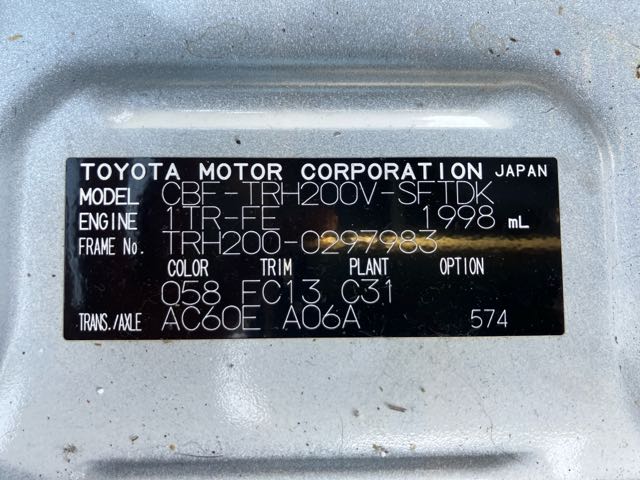 TOYOTA MOTOR CORPORATION JAPAN
MODEL CBF-TRH200V-SFTDK
ENGINE 1TR-FE 1998 mL
FRAME No. TRH200-0297983
COLOR TRIM PLANT OPTION
058 FC13 C31
TRANS./AXLE AC60E A06A 574